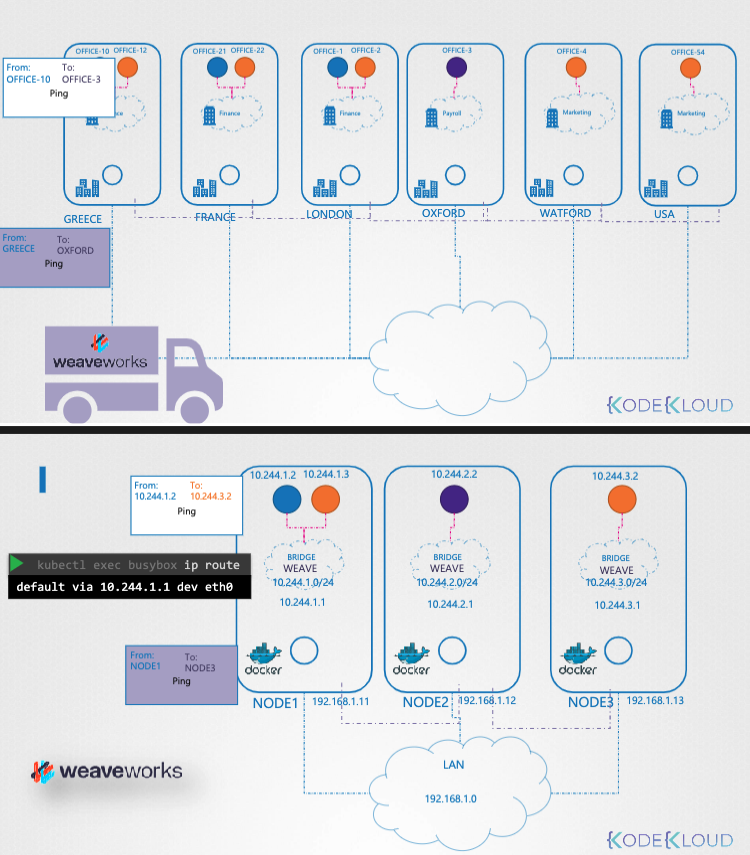 OFFICE-10 OFFICE-12
OFFICE-21 OFFICE-22
OFFICE-1 OFFICE-2
OFFICE-3
OFFICE-4
OFFICE-54
From: To:
OFFICE-10 OFFICE-3
Ping
Finance
Finance
Payroll
Marketing
Marketing
GREECE
FRANCE
LONDON
OXFORD
WATFORD
USA
From: To:
GREECE OXFORD
Ping
weaveworks
KODEKLOUD
10.244.1.2 10.244.1.3
10.244.2.2
10.244.3.2
From: To:
10.244.1.2 10.244.3.2
Ping
kubectl exec busybox ip route
default via 10.244.1.1 dev eth0
BRIDGE
WEAVE
10.244.1.0/24
10.244.1.1
BRIDGE
WEAVE
10.244.2.0/24
10.244.2.1
BRIDGE
WEAVE
10.244.3.0/24
10.244.3.1
From: To:
NODE1 NODE3
Ping
docker
docker
docker
NODE1 192.168.1.11
NODE2 192.168.1.12
NODE3 192.168.1.13
LAN
192.168.1.0
weaveworks
KODEKLOUD